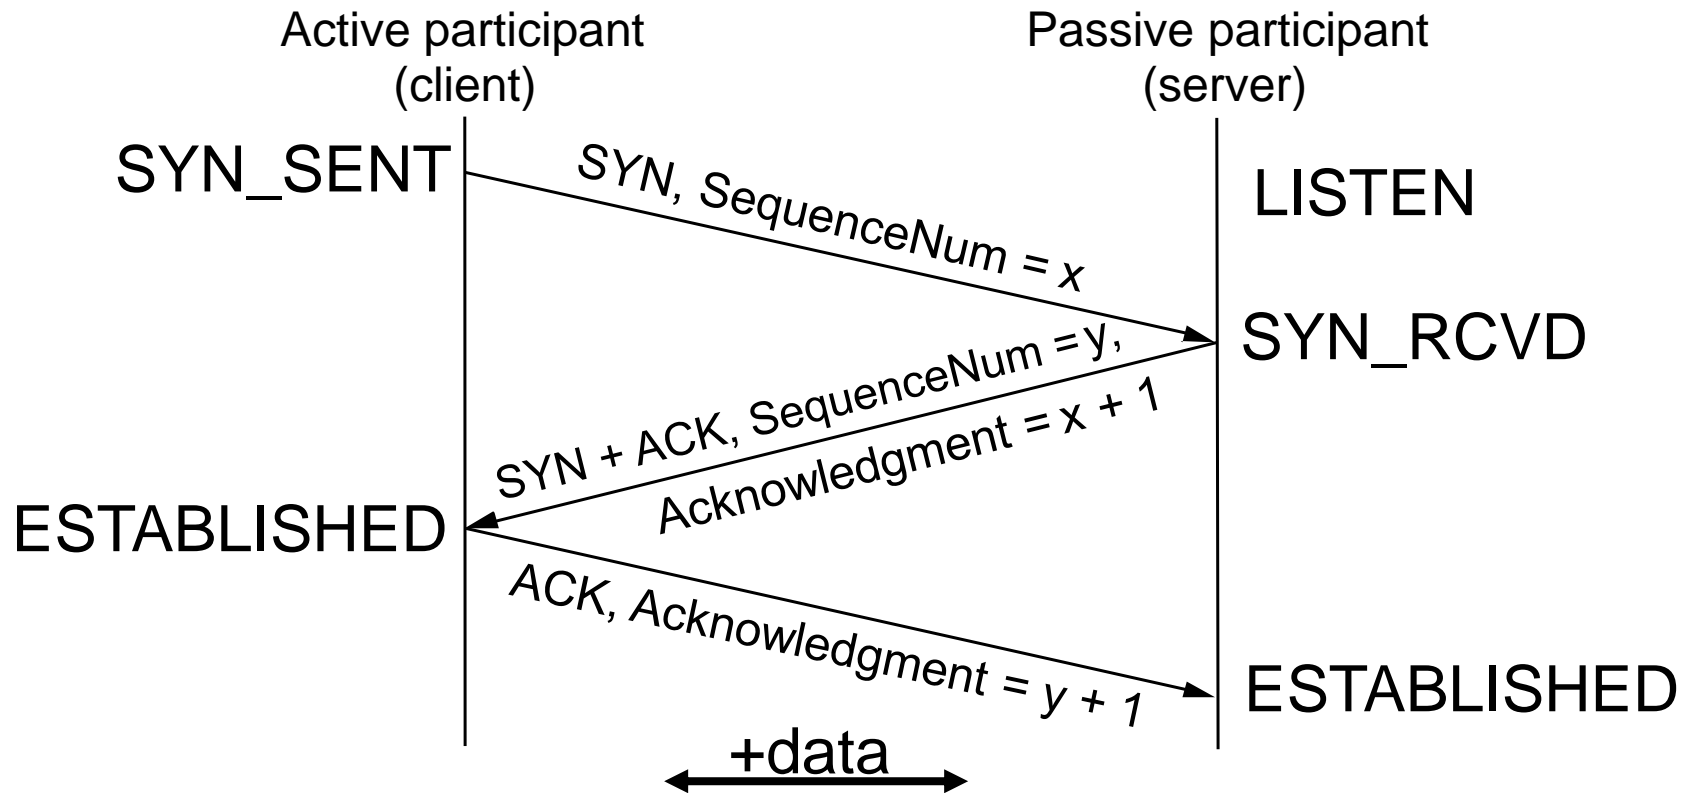 Active participant
(client)
Passive participant
(server)
SYN_SENT
SYN, SequenceNum = x
LISTEN
SYN_RCVD
SYN + ACK, SequenceNum = y,
Acknowledgment = x + 1
ESTABLISHED
ACK, Acknowledgment = y + 1
ESTABLISHED
+data